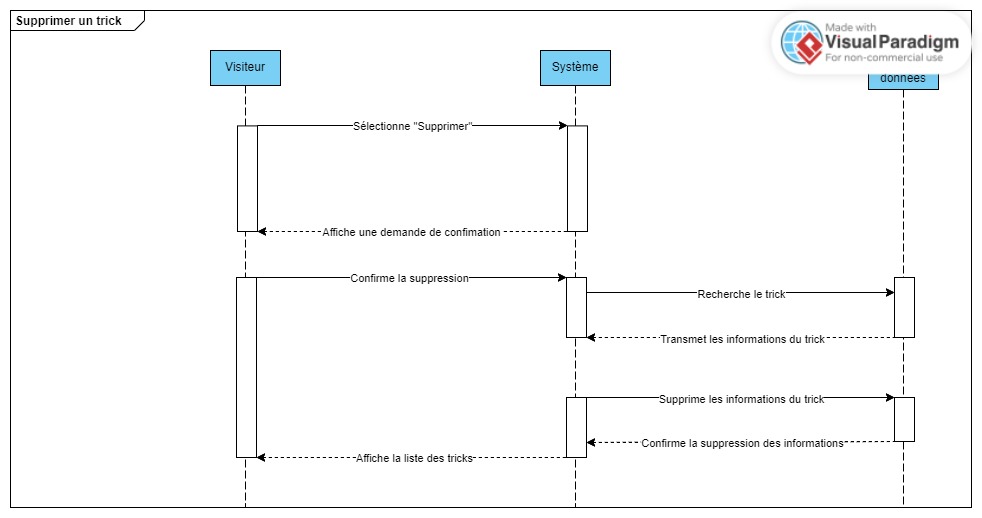 Supprimer un trick
Made with
Visual Paradigm
For non-commercial use
Visiteur
Système
données
Sélectionne "Supprimer"
Affiche une demande de confimation
Confirme la suppression
Recherche le trick
Transmet les informations du trick
Supprime les informations du trick
Confirme la suppression des informations
Affiche la liste des tricks